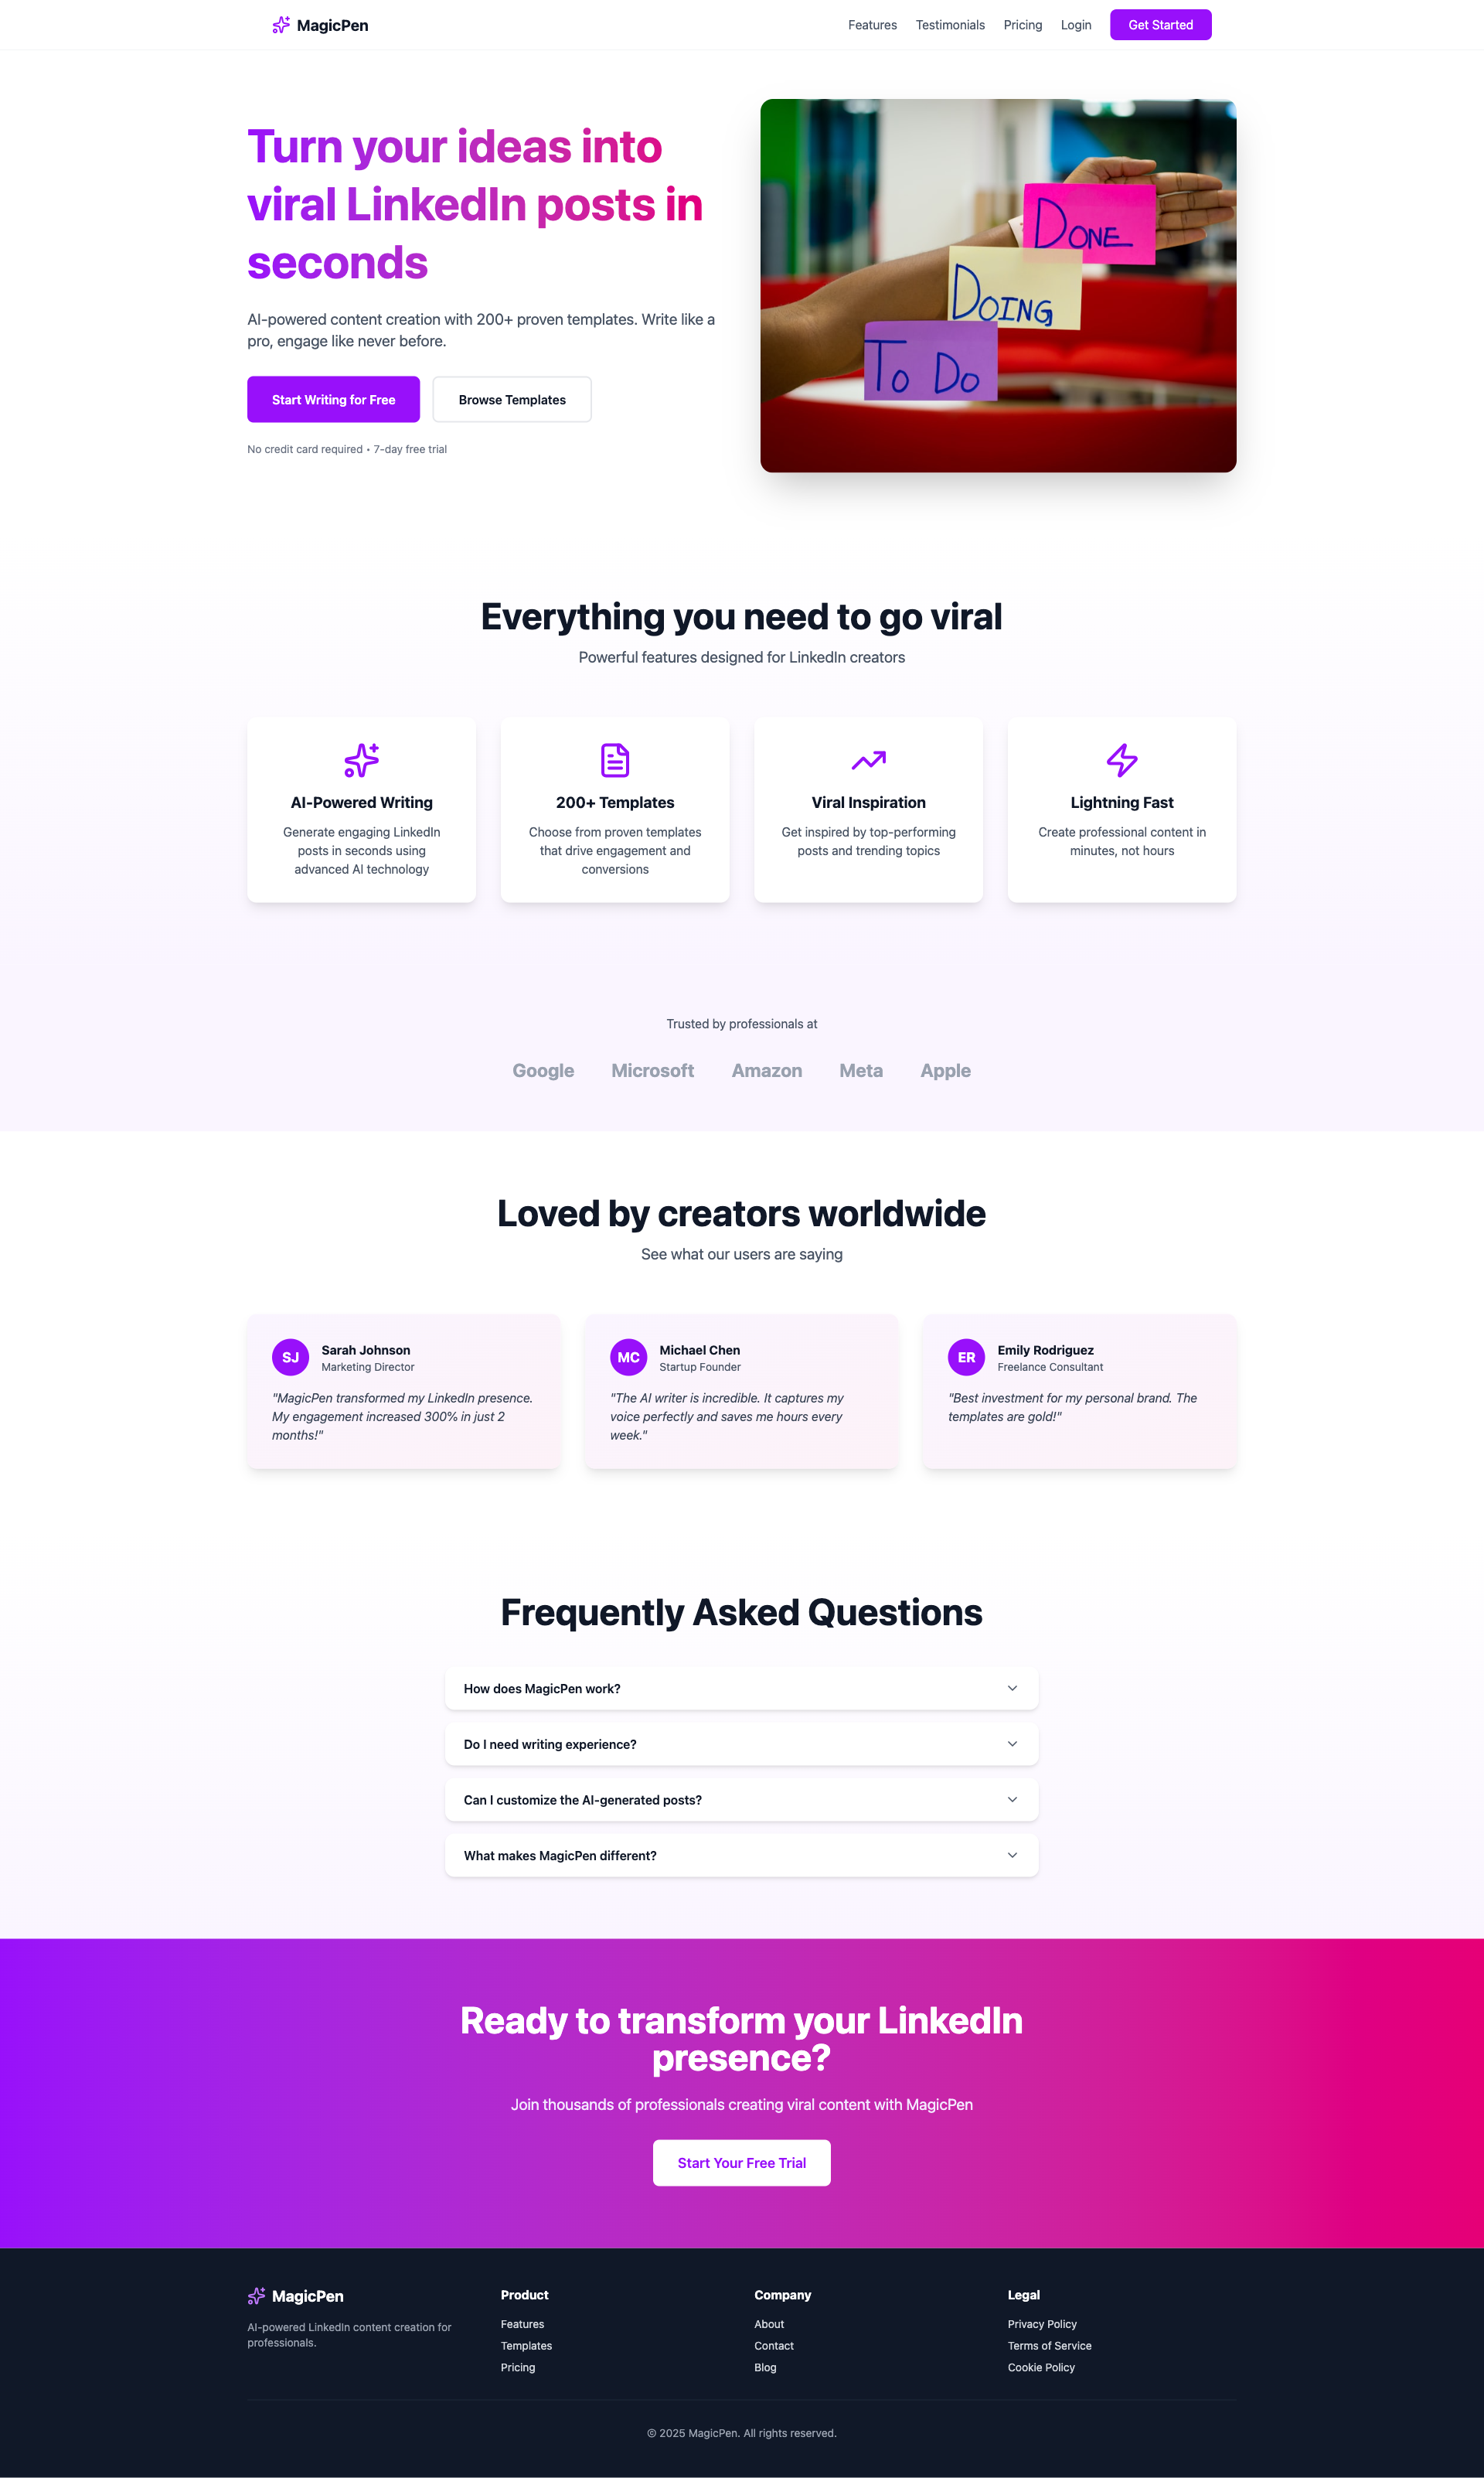 MagicPen
Features
Testimonials
Pricing
Login
Get Started
Turn your ideas into
viral LinkedIn posts in
seconds
AI-powered content creation with 200+ proven templates. Write like a
pro, engage like never before.
Start Writing for Free
Browse Templates
No credit card required • 7-day free trial
DONE
DOING
To Do
Everything you need to go viral
Powerful features designed for LinkedIn creators
AI-Powered Writing
Generate engaging LinkedIn
posts in seconds using
advanced AI technology
200+ Templates
Choose from proven templates
that drive engagement and
conversions
Viral Inspiration
Get inspired by top-performing
posts and trending topics
Lightning Fast
Create professional content in
minutes, not hours
Trusted by professionals at
Google
Microsoft
Amazon
Meta
Apple
Loved by creators worldwide
See what our users are saying
SJ
Sarah Johnson
Marketing Director
"MagicPen transformed my LinkedIn presence.
My engagement increased 300% in just 2
months!"
MC
Michael Chen
Startup Founder
"The AI writer is incredible. It captures my
voice perfectly and saves me hours every
week."
ER
Emily Rodriguez
Freelance Consultant
"Best investment for my personal brand. The
templates are gold!"
Frequently Asked Questions
How does MagicPen work?
Do I need writing experience?
Can I customize the AI-generated posts?
What makes MagicPen different?
Ready to transform your LinkedIn
presence?
Join thousands of professionals creating viral content with MagicPen
Start Your Free Trial
MagicPen
AI-powered LinkedIn content creation for
professionals.
Product
Features
Templates
Pricing
Company
About
Contact
Blog
Legal
Privacy Policy
Terms of Service
Cookie Policy
© 2025 MagicPen. All rights reserved.